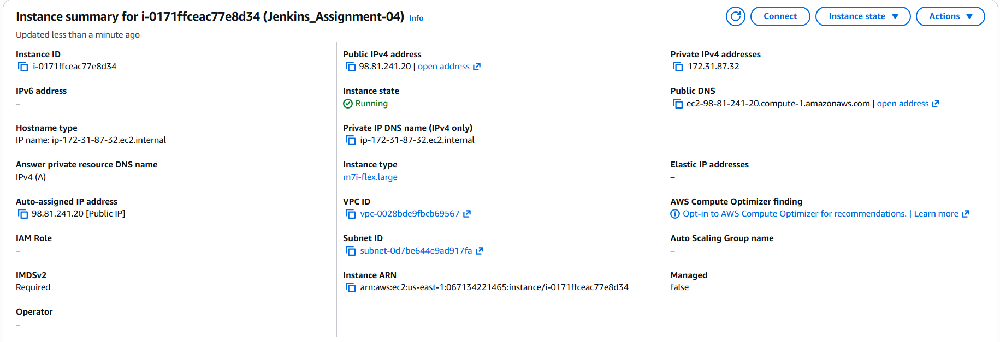 Instance summary for i-0171ffceac77e8d34 (Jenkins_Assignment-04) Info
Connect
Instance state
Actions
Updated less than a minute ago
Instance ID
i-0171ffceac77e8d34
Public IPv4 address
98.81.241.20 | open address
Private IPv4 addresses
172.31.87.32
IPv6 address
–
Instance state
Running
Public DNS
ec2-98-81-241-20.compute-1.amazonaws.com | open address
Hostname type
IP name: ip-172-31-87-32.ec2.internal
Private IP DNS name (IPv4 only)
ip-172-31-87-32.ec2.internal
Answer private resource DNS name
IPv4 (A)
Instance type
m7i-flex.large
Elastic IP addresses
–
Auto-assigned IP address
98.81.241.20 [Public IP]
VPC ID
vpc-0028bde9fbcb69567
AWS Compute Optimizer finding
Opt-in to AWS Compute Optimizer for recommendations. | Learn more
IAM Role
–
Subnet ID
subnet-0d7be644e9ad917fa
Auto Scaling Group name
–
IMDSv2
Required
Instance ARN
arn:aws:ec2:us-east-1:067134221465:instance/i-0171ffceac77e8d34
Managed
false
Operator
–